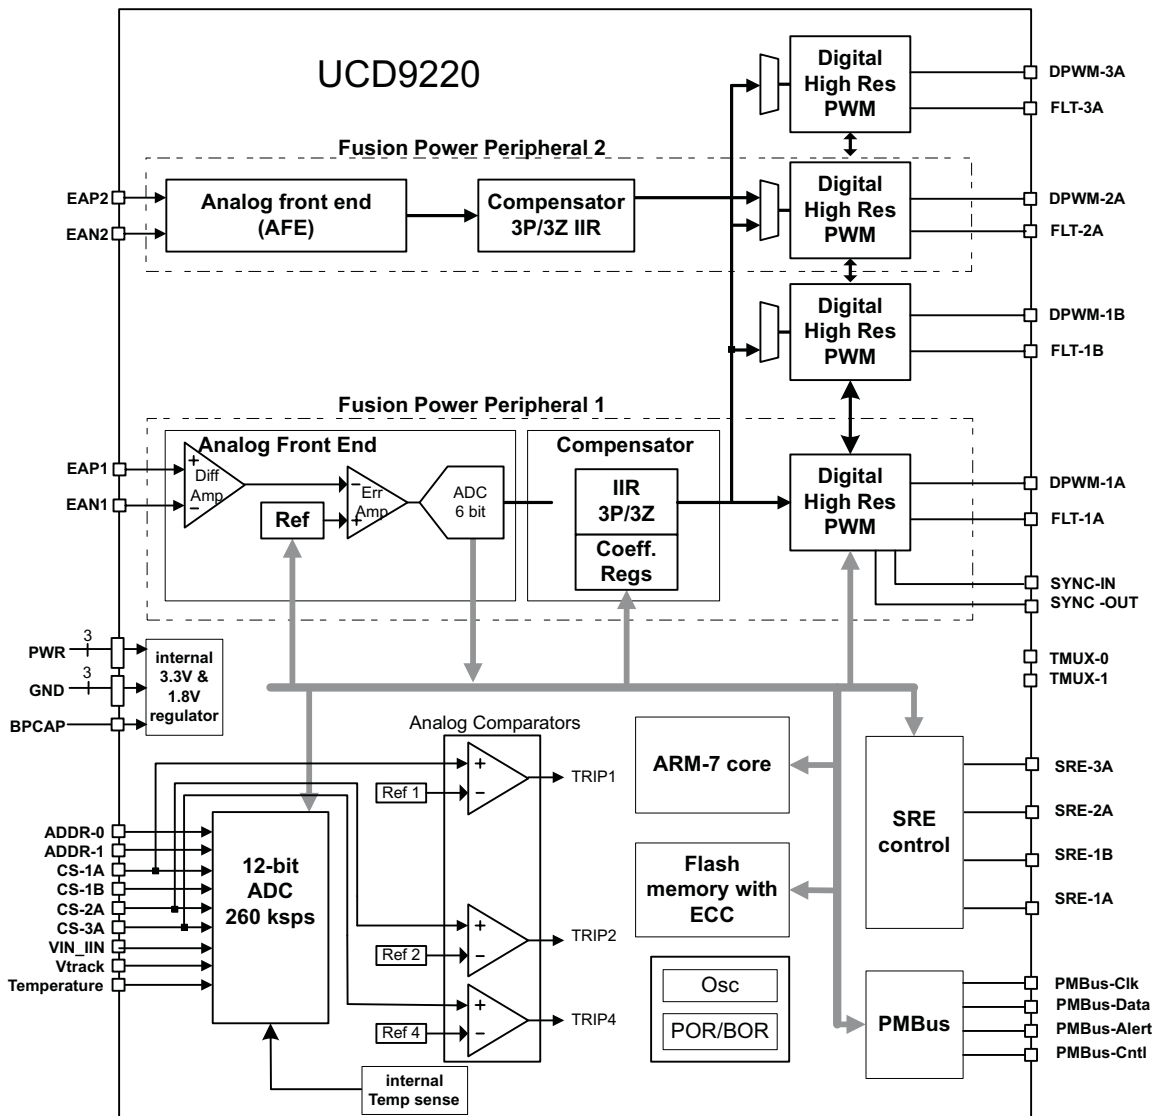 UCD9220
Digital
High Res
PWM
DPWM-3A
FLT-3A
Fusion Power Peripheral 2
EAP2
EAN2
Analog front end
(AFE)
Compensator
3P/3Z IIR
Digital
High Res
PWM
DPWM-2A
FLT-2A
Digital
High Res
PWM
DPWM-1B
FLT-1B
Fusion Power Peripheral 1
Analog Front End
Compensator
EAP1
EAN1
+
Diff
Amp
−
Ref
−
Err
Amp
+
ADC
6 bit
IIR
3P/3Z
Coeff.
Regs
Digital
High Res
PWM
DPWM-1A
FLT-1A
SYNC-IN
SYNC -OUT
TMUX-0
TMUX-1
PWR
3
GND
3
BPCAP
internal
3.3V &
1.8V
regulator
Analog Comparators
+
−
Ref 1
TRIP1
ARM-7 core
SRE
control
SRE-3A
SRE-2A
SRE-1B
SRE-1A
ADDR-0
ADDR-1
CS-1A
CS-1B
CS-2A
CS-3A
VIN_IIN
Vtrack
Temperature
12-bit
ADC
260 ksps
Flash
memory with
ECC
+
−
Ref 2
TRIP2
+
−
Ref 4
TRIP4
Osc
POR/BOR
PMBus
PMBus-Clk
PMBus-Data
PMBus-Alert
PMBus-Cntl
internal
Temp sense